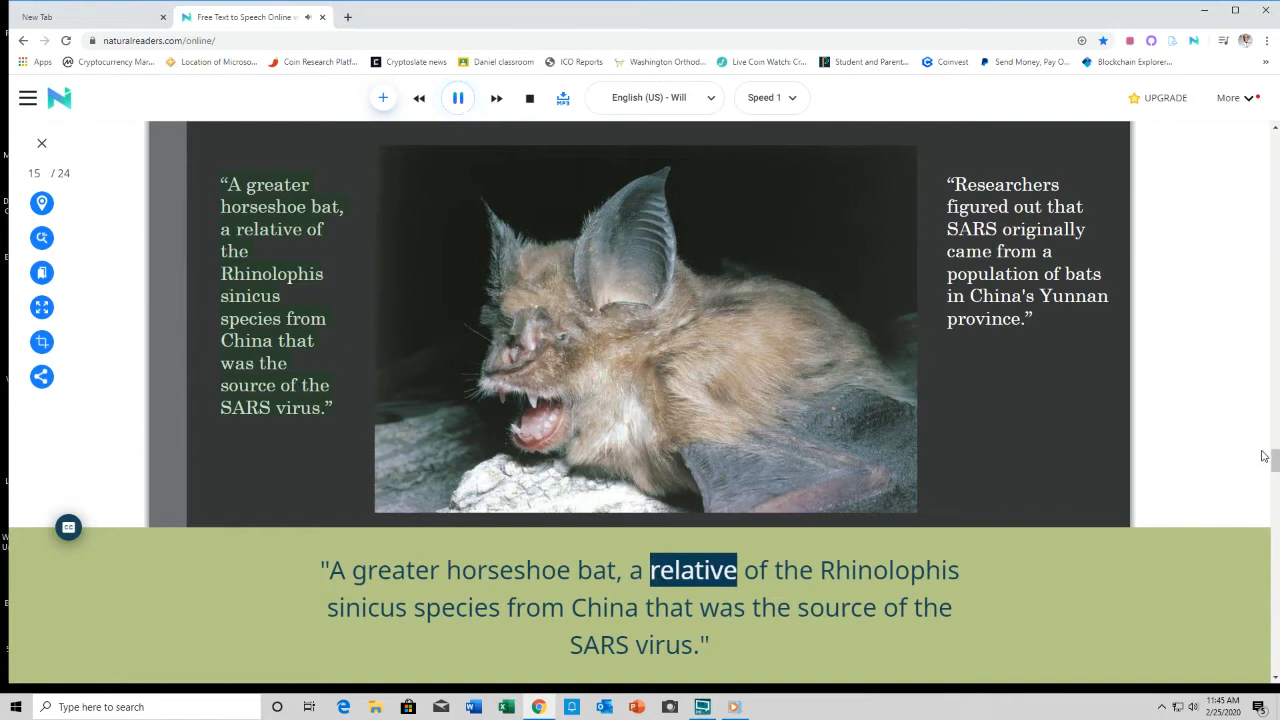 New Tab
Free Text to Speech Online
naturalreaders.com/online/
Apps
Cryptocurrency Mar...
Location of Microso...
Coin Research Platf...
Cryptoslate news
Daniel classroom
ICO Reports
Washington Orthod...
Live Coin Watch: Cr...
Student and Parent...
Coinvest
Send Money, Pay O...
Blockchain Explorer...
MP3
English (US) - Will
Speed 1
UPGRADE
More
15 / 24
“A greater
horseshoe bat,
a relative of
the
Rhinolophis
sinicus
species from
China that
was the
source of the
SARS virus.”
“Researchers
figured out that
SARS originally
came from a
population of bats
in China's Yunnan
province.”
CC
"A greater horseshoe bat, a relative of the Rhinolophis
sinicus species from China that was the source of the
SARS virus."
Type here to search
11:45 AM
2/25/2020
5